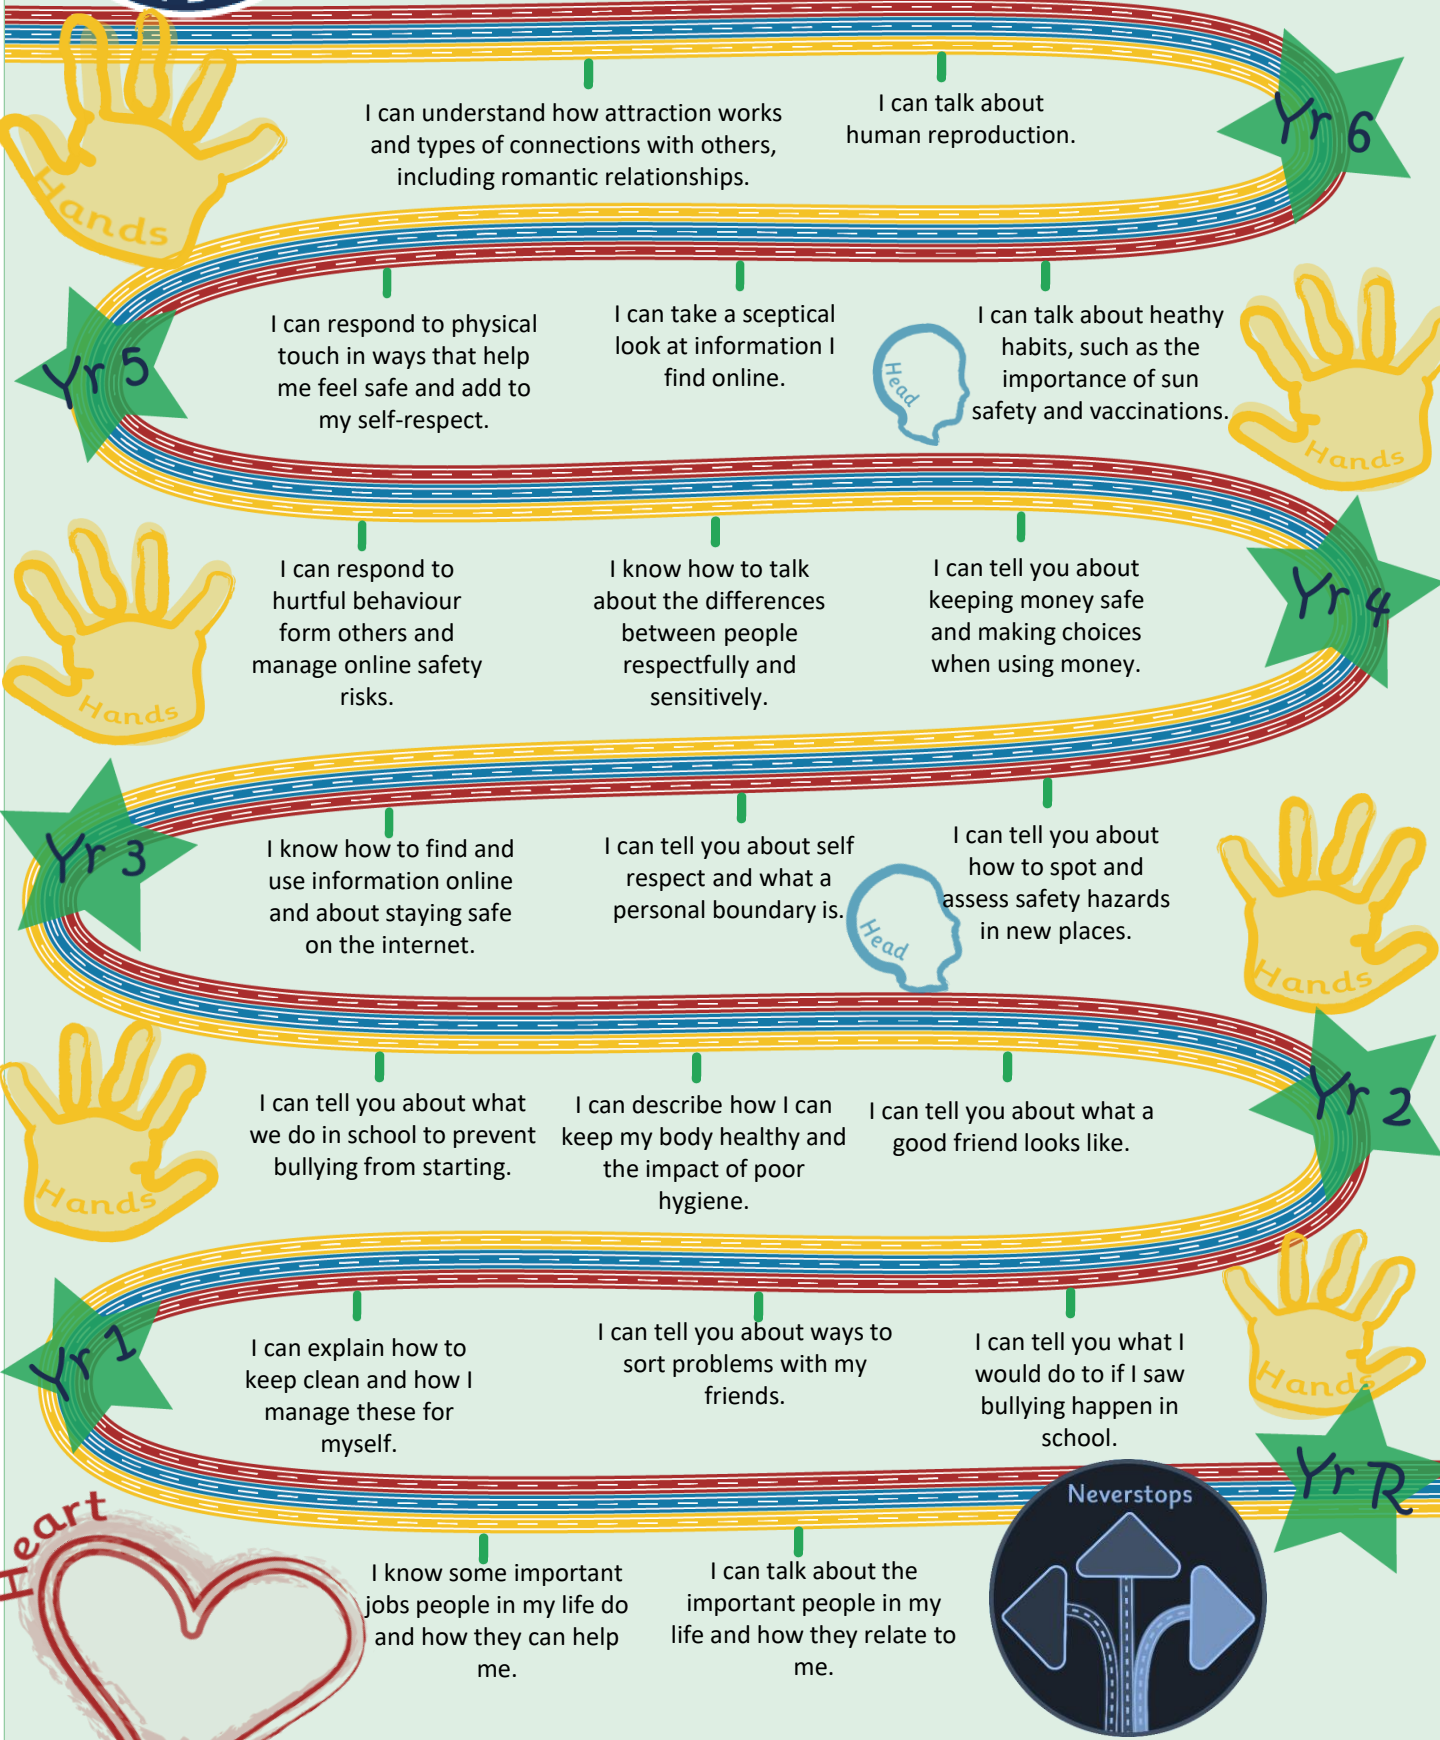 I can understand how attraction works
and types of connections with others,
including romantic relationships.
I can talk about
human reproduction.
Yr 6
Hands
I can respond to physical
touch in ways that help
me feel safe and add to
my self-respect.
I can take a sceptical
look at information I
find online.
I can talk about heathy
habits, such as the
importance of sun
safety and vaccinations.
Yr 5
Head
Hands
I can respond to
hurtful behaviour
form others and
manage online safety
risks.
I know how to talk
about the differences
between people
respectfully and
sensitively.
I can tell you about
keeping money safe
and making choices
when using money.
Yr 4
Hands
Yr 3
I know how to find and
use information online
and about staying safe
on the internet.
I can tell you about self
respect and what a
personal boundary is.
I can tell you about
how to spot and
assess safety hazards
in new places.
Head
Hands
I can tell you about what
we do in school to prevent
bullying from starting.
I can describe how I can
keep my body healthy and
the impact of poor
hygiene.
I can tell you about what a
good friend looks like.
Yr 2
Hands
Yr 1
I can explain how to
keep clean and how I
manage these for
myself.
I can tell you about ways to
sort problems with my
friends.
I can tell you what I
would do to if I saw
bullying happen in
school.
Hands
Yr R
Heart
I know some important
jobs people in my life do
and how they can help
me.
I can talk about the
important people in my
life and how they relate to
me.
Neverstops